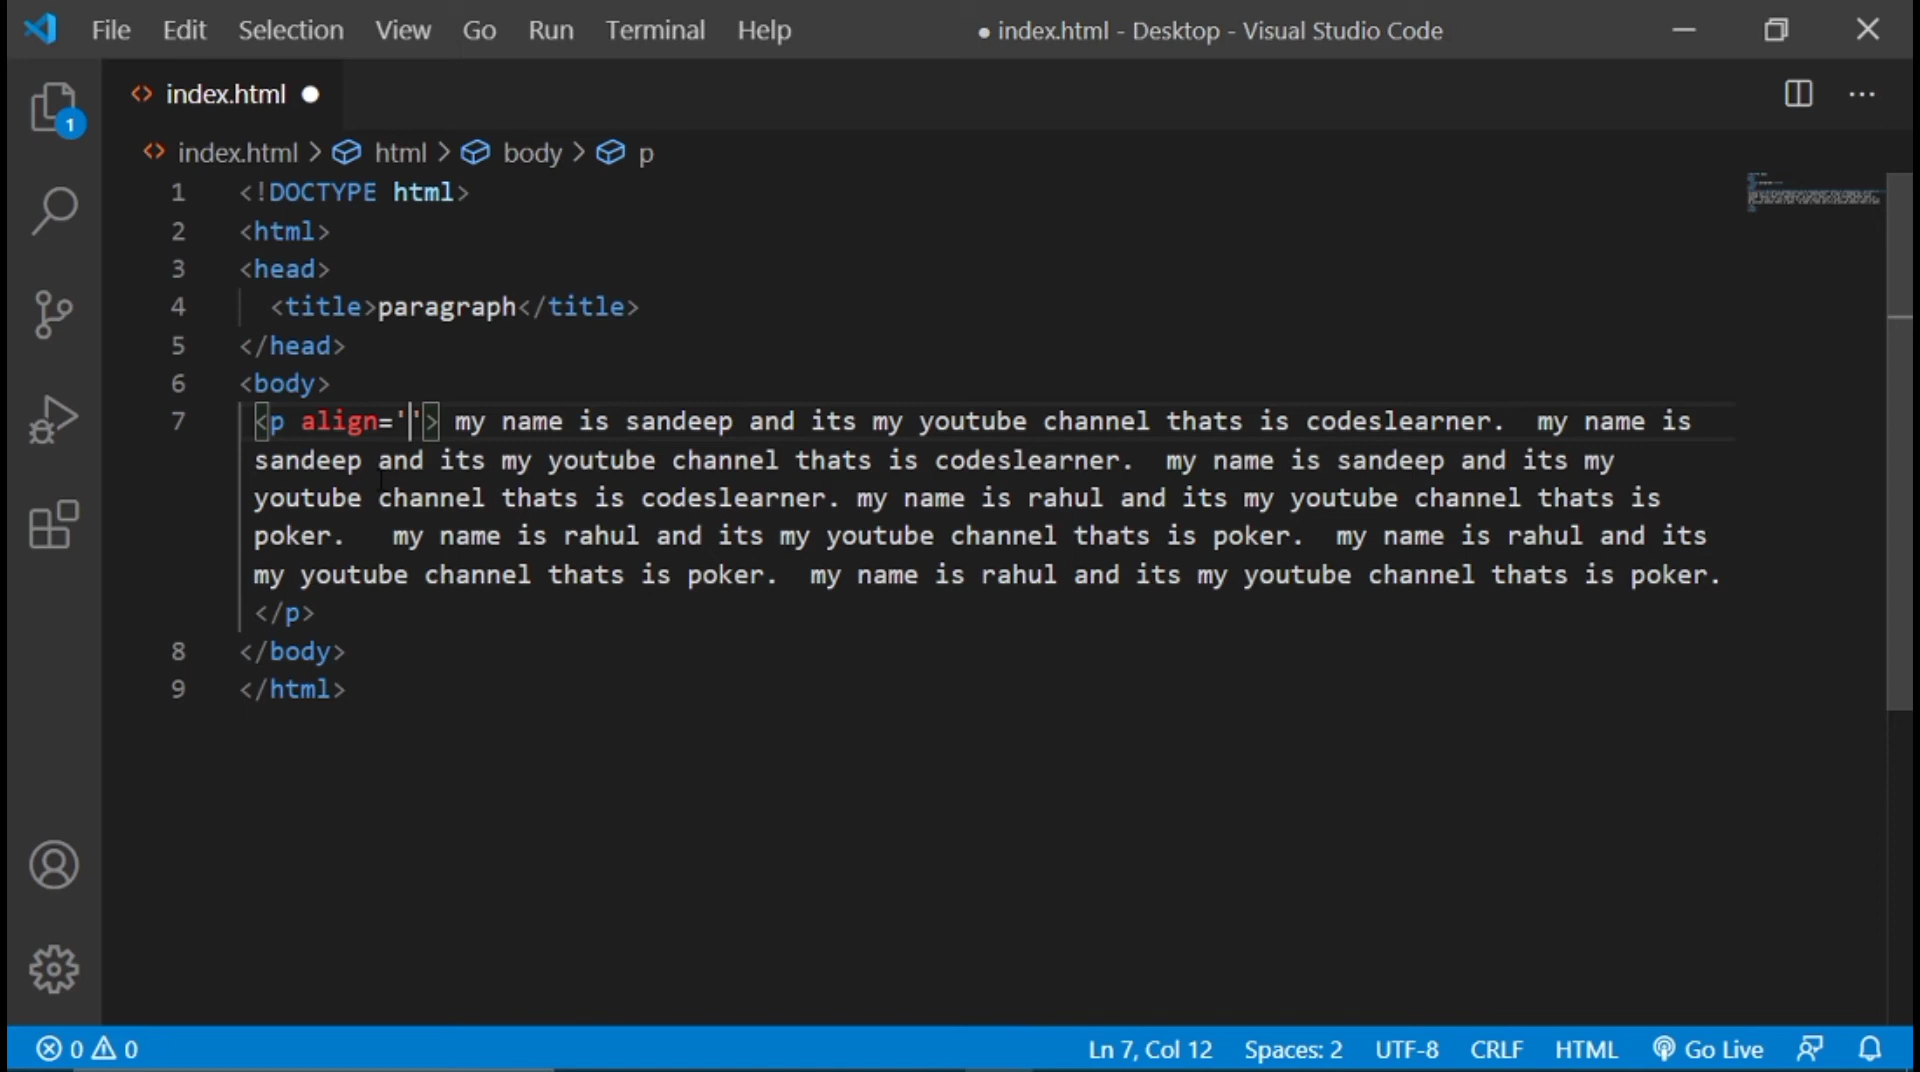 File Edit Selection View Go Run Terminal Help ● index.html - Desktop - Visual Studio Code
1
<> index.html ●
<> index.html > html > body > p
1 <!DOCTYPE html>
2 <html>
3 <head>
4 <title>paragraph</title>
5 </head>
6 <body>
7 <p align=''> my name is sandeep and its my youtube channel thats is codeslearner.  my name is
sandeep and its my youtube channel thats is codeslearner.  my name is sandeep and its my
youtube channel thats is codeslearner. my name is rahul and its my youtube channel thats is
poker.   my name is rahul and its my youtube channel thats is poker.  my name is rahul and its
my youtube channel thats is poker.  my name is rahul and its my youtube channel thats is poker.
</p>
8 </body>
9 </html>
0 0 Ln 7, Col 12 Spaces: 2 UTF-8 CRLF HTML Go Live